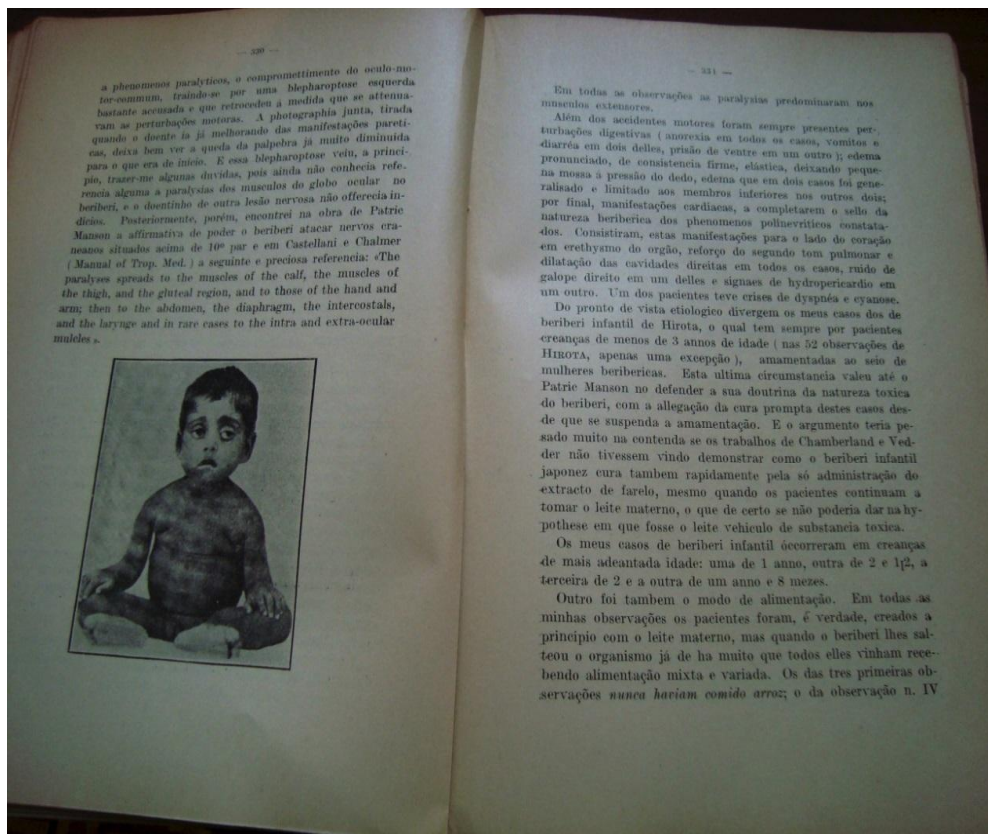 — 320 —
a phenomenos paralyticos, o compromettimento do oculo-mo-
tor-commum, traindo-se por uma blepharoptose esquerda
bastante accusada e que retrocedeu á medida que se attenua-
vam as perturbações motoras. A photographia junta, tirada
quando o doente ia já melhorando das manifestações pareti-
cas, deixa bem ver a queda da palpebra já muito diminuida
para o que era de inicio. E essa blepharoptose veiu, a princi-
pio, trazer-me algumas duvidas, pois ainda não conhecia refe-
rencia alguma a paralysias dos musculos do globo ocular no
beriberi, e o doentinho de outra lesão nervosa não offerecia in-
dicios. Posteriormente, porém, encontrei na obra de Patric
Manson a affirmativa de poder o beriberi atacar nervos cra-
neanos situados acima de 10º par e em Castellani e Chalmer
( Manual of Trop. Med. ) a seguinte e preciosa referencia: «The
paralyses spreads to the muscles of the calf, the muscles of
the thigh, and the gluteal region, and to those of the hand and
arm; then to the abdomen, the diaphragm, the intercostals,
and the larynge and in rare cases to the intra and extra-ocular
mulcles ».
— 321 —
Em todas as observações as paralysias predominaram nos
musculos extensores.
Além dos accidentes motores foram sempre presentes per-
turbações digestivas ( anorexia em todos os casos, vomitos e
diarréa em dois delles, prisão de ventre em um outro ); edema
pronunciado, de consistencia firme, elástica, deixando peque-
na mossa á pressão do dedo, edema que em dois casos foi gene-
ralisado e limitado aos membros inferiores nos outros dois;
por final, manifestações cardiacas, a completarem o sello da
natureza beriberica dos phenomenos polinevriticos constata-
dos. Consistiram, estas manifestações para o lado do coração
em erethysmo do orgão, reforço do segundo tom pulmonar e
dilatação das cavidades direitas em todos os casos, ruido de
galope direito em um delles e signaes de hydropericardio em
um outro. Um dos pacientes teve crises de dyspnéa e cyanose.
Do pronto de vista etiologico divergem os meus casos dos de
beriberi infantil de Hirota, o qual tem sempre por pacientes
creanças de menos de 3 annos de idade ( nas 52 observações de
HIROTA, apenas uma excepção ), amamentadas ao seio de
mulheres beribericas. Esta ultima circumstancia valeu até o
Patric Manson no defender a sua doutrina da natureza toxica
do beriberi, com a allegação da cura prompta destes casos des-
de que se suspenda a amamentação. E o argumento teria pe-
sado muito na contenda se os trabalhos de Chamberland e Ved-
der não tivessem vindo demonstrar como o beriberi infantil
japonez cura tambem rapidamente pela só administração do
extracto de farelo, mesmo quando os pacientes continuam a
tomar o leite materno, o que de certo se não poderia dar na hy-
pothese em que fosse o leite vehiculo de substancia toxica.
Os meus casos de beriberi infantil óccorreram em creanças
de mais adeantada idade: uma de 1 anno, outra de 2 e 1|2, a
terceira de 2 e a outra de um anno e 8 mezes.
Outro foi tambem o modo de alimentação. Em todas as
minhas observações os pacientes foram, é verdade, creados a
principio com o leite materno, mas quando o beriberi lhes sal-
teou o organismo já de ha muito que todos elles vinham rece-
bendo alimentação mixta e variada. Os das tres primeiras ob-
servações nunca haviam comido arroz; o da observação n. IV